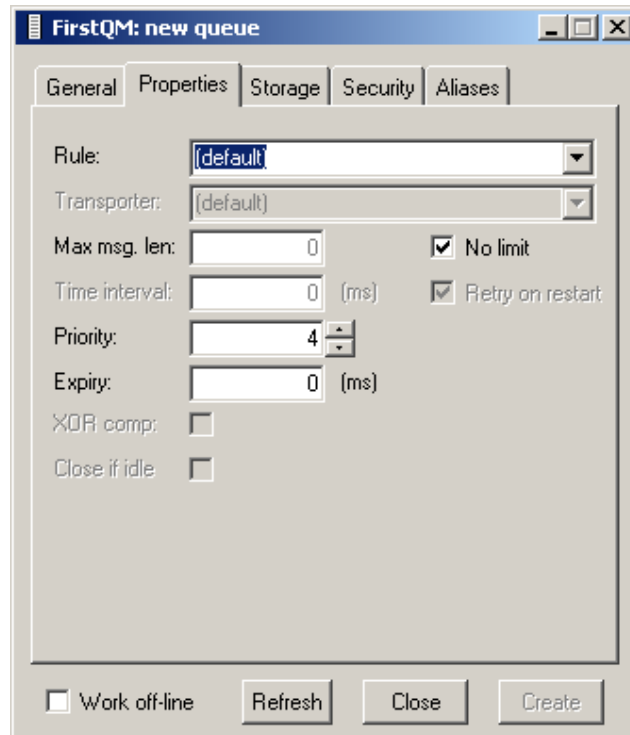 FirstQM: new queue
General Properties Storage Security Aliases
Rule: (default)
Transporter: (default)
Max msg. len: 0 No limit
Time interval: 0 (ms) Retry on restart
Priority: 4
Expiry: 0 (ms)
XOR comp:
Close if idle
Work off-line Refresh Close Create